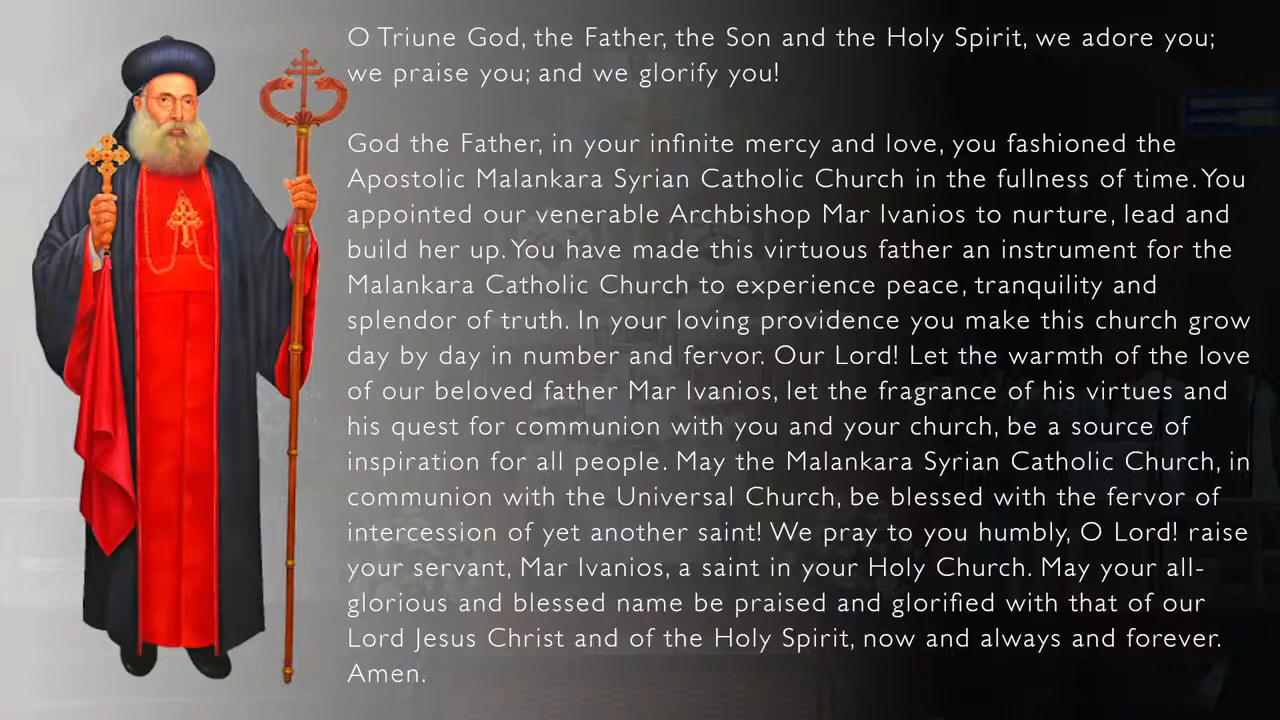 O Triune God, the Father, the Son and the Holy Spirit, we adore you;
we praise you; and we glorify you!
God the Father, in your infinite mercy and love, you fashioned the
Apostolic Malankara Syrian Catholic Church in the fullness of time. You
appointed our venerable Archbishop Mar Ivanios to nurture, lead and
build her up. You have made this virtuous father an instrument for the
Malankara Catholic Church to experience peace, tranquility and
splendor of truth. In your loving providence you make this church grow
day by day in number and fervor. Our Lord! Let the warmth of the love
of our beloved father Mar Ivanios, let the fragrance of his virtues and
his quest for communion with you and your church, be a source of
inspiration for all people. May the Malankara Syrian Catholic Church, in
communion with the Universal Church, be blessed with the fervor of
intercession of yet another saint! We pray to you humbly, O Lord! raise
your servant, Mar Ivanios, a saint in your Holy Church. May your all-
glorious and blessed name be praised and glorified with that of our
Lord Jesus Christ and of the Holy Spirit, now and always and forever.
Amen.